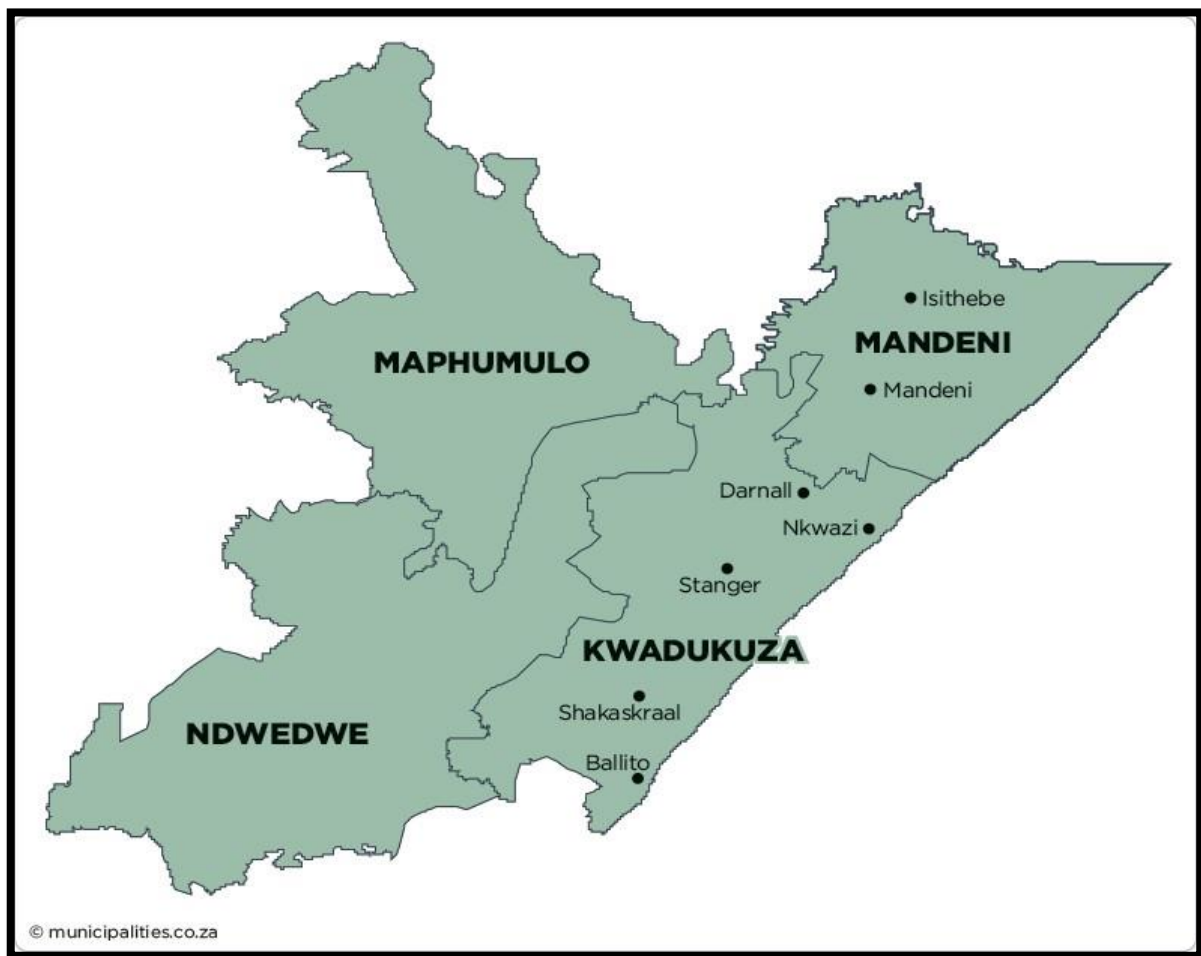 Isithebe
MANDENI
MAPHUMULO
Mandeni
Darnall
Nkwazi
Stanger
KWADUKUZA
Shakaskraal
NDWEDWE
Ballito
© municipalities.co.za